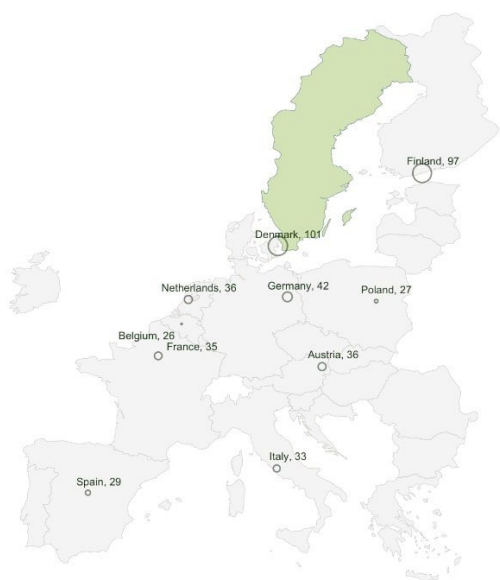 Finland, 97
Denmark, 101
Netherlands, 36
Germany, 42
Poland, 27
Belgium, 26
France, 35
Austria, 36
Italy, 33
Spain, 29